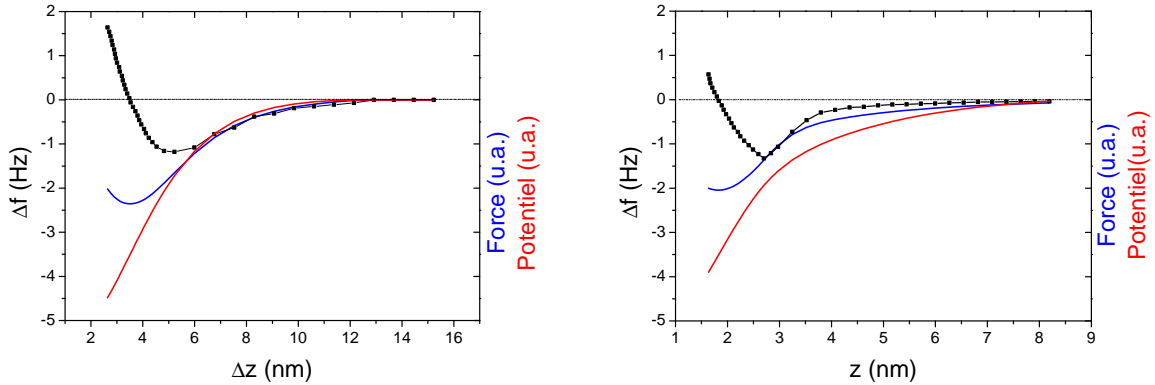 2
1
0
-1
-2
-3
-4
-5
Δf (Hz)
2 4 6 8 10 12 14 16
Δz (nm)
Force (u.a.)
Potentiel (u.a.)
2
1
0
-1
-2
-3
-4
-5
Δf (Hz)
1 2 3 4 5 6 7 8 9
z (nm)
Force (u.a.)
Potentiel(u.a.)